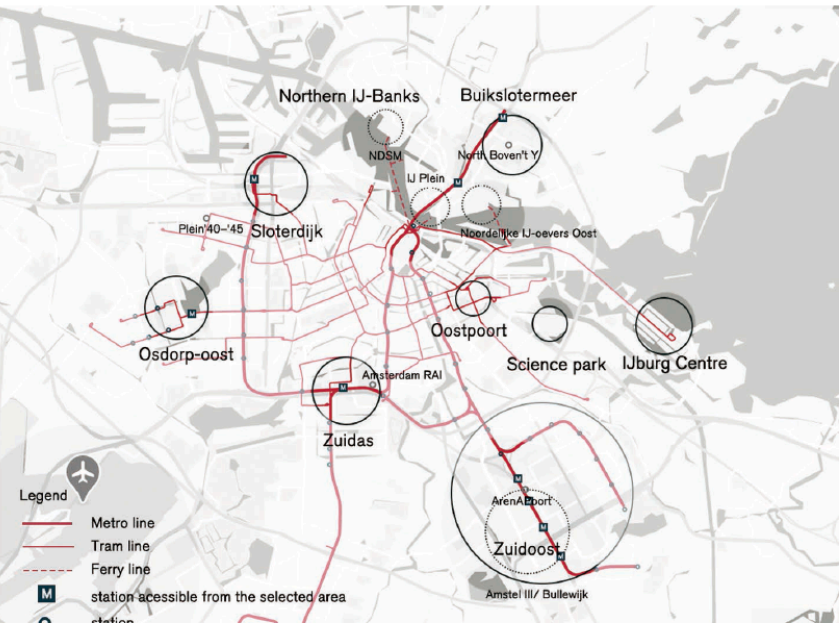 Northern IJ-Banks
Buikslotermeer
NDSM
North Boven't Y
IJ Plein
Plein'40-'45
Sloterdijk
Noordelijke IJ-oevers Oost
Oostpoort
Osdorp-oost
Science park
IJburg Centre
Amsterdam RAI
Zuidas
M
M
M
M
M
M
M
M
M
Zuidoost
Amstel III/ Bullewijk
Legend
Metro line
Tram line
Ferry line
M station acessible from the selected area
station